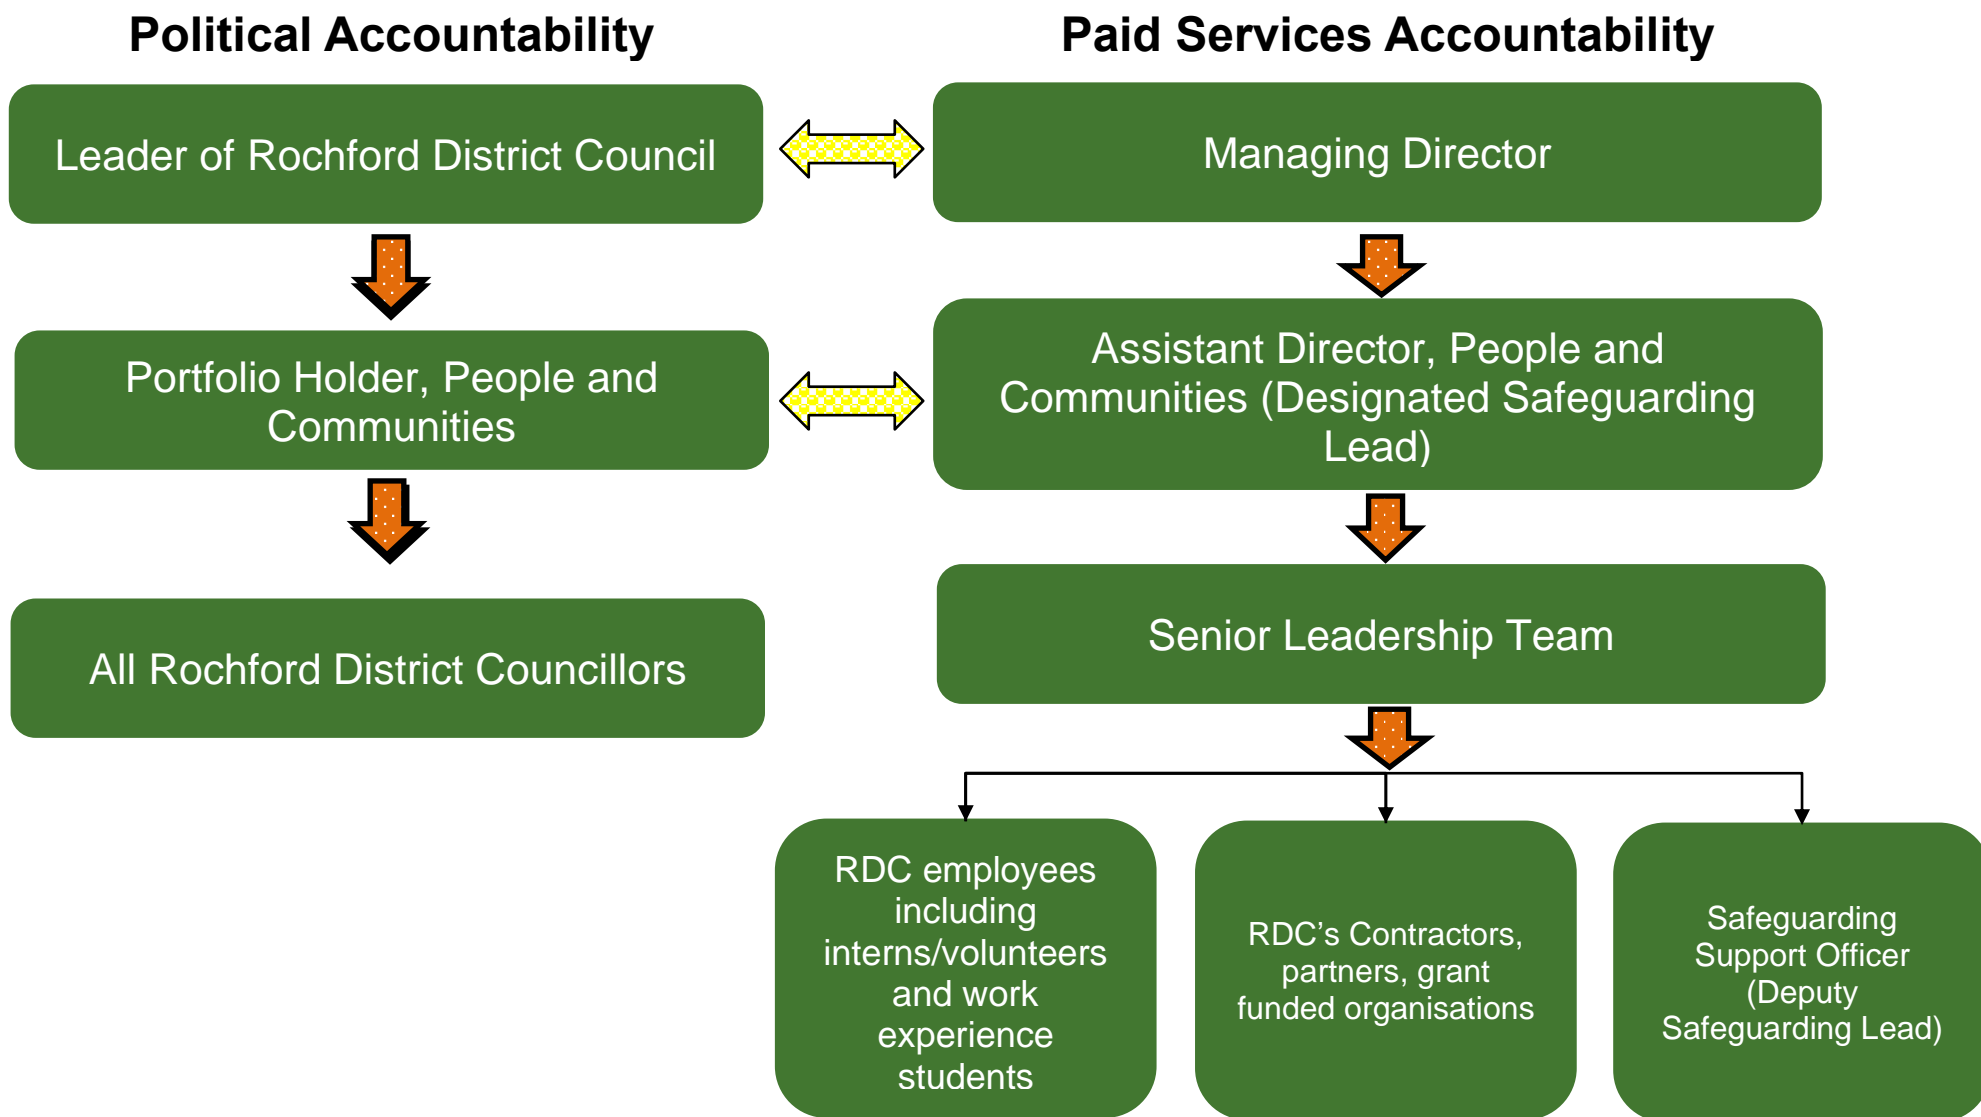 Political Accountability
Paid Services Accountability
Leader of Rochford District Council
Managing Director
Portfolio Holder, People and
Communities
Assistant Director, People and
Communities (Designated Safeguarding
Lead)
All Rochford District Councillors
Senior Leadership Team
RDC employees
including
interns/volunteers
and work
experience
students
RDC’s Contractors,
partners, grant
funded organisations
Safeguarding
Support Officer
(Deputy
Safeguarding Lead)